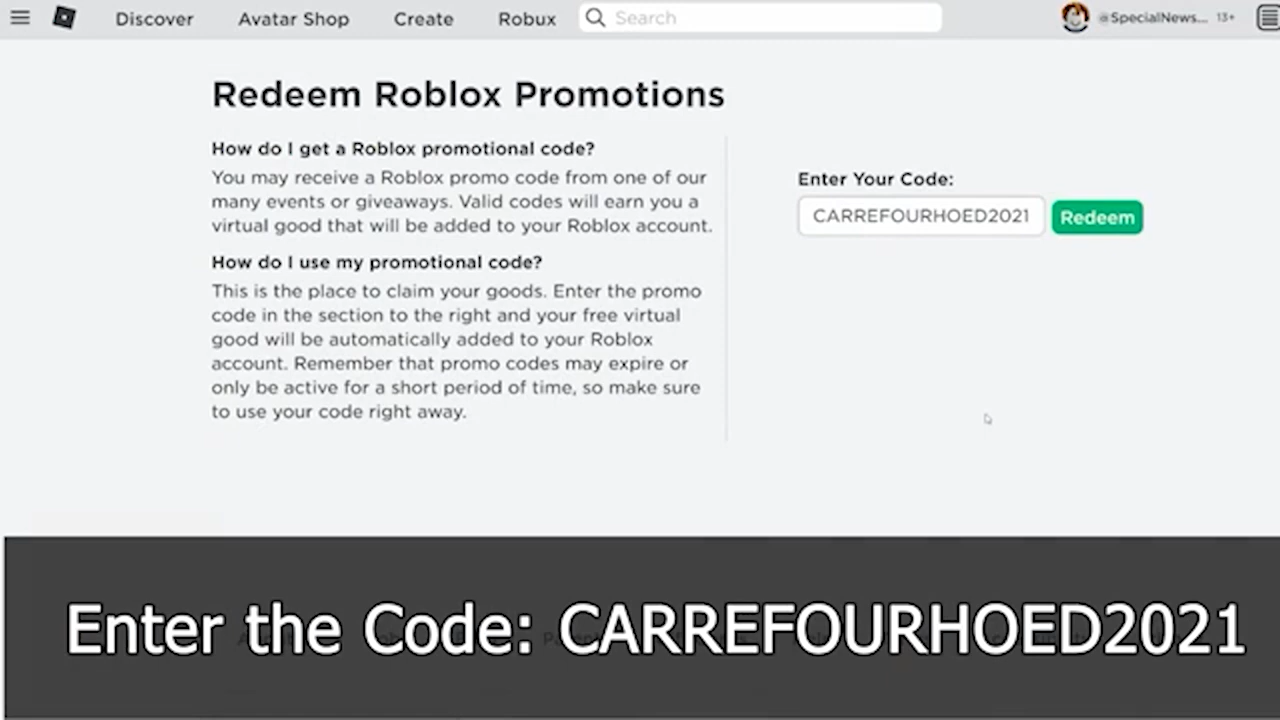 Discover Avatar Shop Create Robux Search @SpecialNews... 13+
Redeem Roblox Promotions
How do I get a Roblox promotional code?
You may receive a Roblox promo code from one of our
many events or giveaways. Valid codes will earn you a
virtual good that will be added to your Roblox account.
How do I use my promotional code?
This is the place to claim your goods. Enter the promo
code in the section to the right and your free virtual
good will be automatically added to your Roblox
account. Remember that promo codes may expire or
only be active for a short period of time, so make sure
to use your code right away.
Enter Your Code:
CARREFOURHOED2021 Redeem
Enter the Code: CARREFOURHOED2021